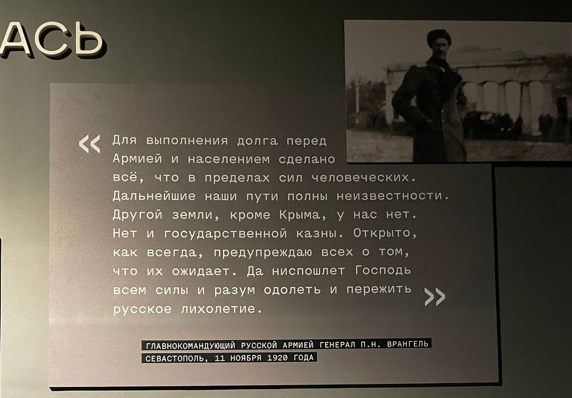 АСЬ
« Для выполнения долга перед
Армией и населением сделано
всё, что в пределах сил человеческих.
Дальнейшие наши пути полны неизвестности.
Другой земли, кроме Крыма, у нас нет.
Нет и государственной казны. Открыто,
как всегда, предупреждаю всех о том,
что их ожидает. Да ниспошлет Господь
всем силы и разум одолеть и пережить
русское лихолетие. »
ГЛАВНОКОМАНДУЮЩИЙ РУССКОЙ АРМИЕЙ ГЕНЕРАЛ П.Н. ВРАНГЕЛЬ
СЕВАСТОПОЛЬ, 11 НОЯБРЯ 1920 ГОДА